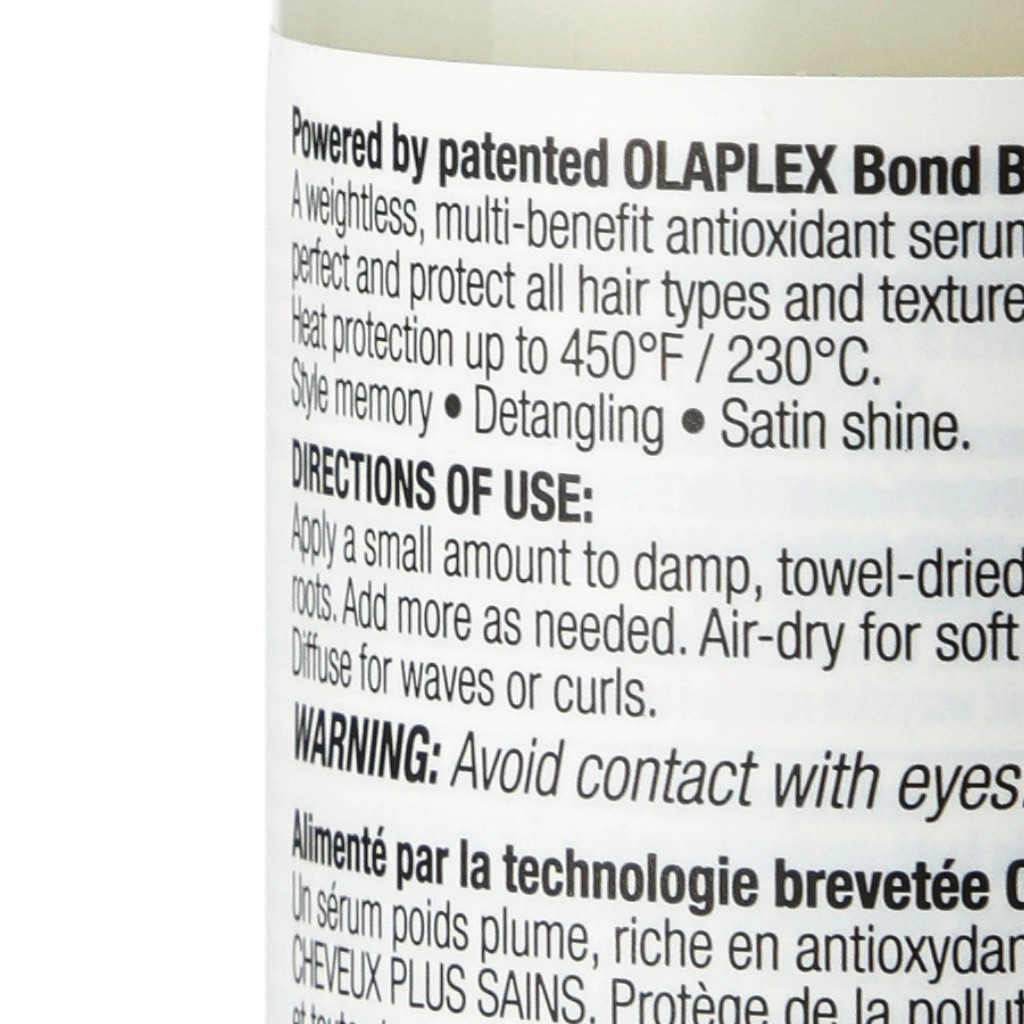 Powered by patented OLAPLEX Bond B
A weightless, multi-benefit antioxidant serum
perfect and protect all hair types and texture
Heat protection up to 450°F / 230°C.
Style memory • Detangling • Satin shine.
DIRECTIONS OF USE:
Apply a small amount to damp, towel-dried
roots. Add more as needed. Air-dry for soft
Diffuse for waves or curls.
WARNING: Avoid contact with eyes.
Alimenté par la technologie brevetée O
Un sérum poids plume, riche en antioxydan
CHEVEUX PLUS SAINS. Protège de la pollut
et